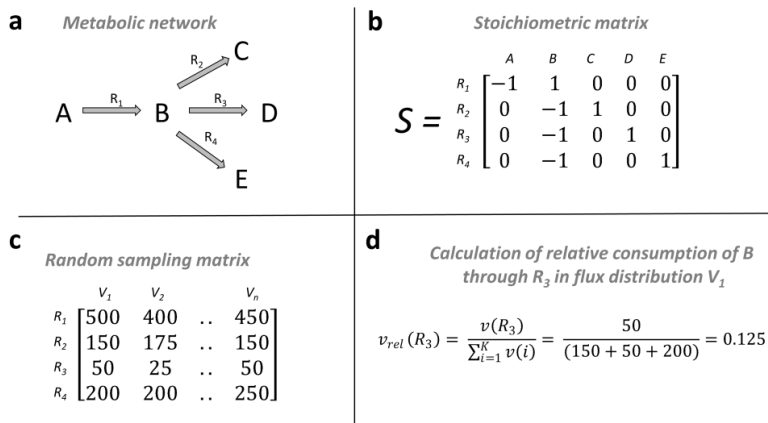 a Metabolic network
C
R2
A R1 B R3 D
R4
E
b Stoichiometric matrix
A B C D E
S =
R1 [−1 1 0 0 0]
R2 0 −1 1 0 0
R3 0 −1 0 1 0
R4 0 −1 0 0 1
c Random sampling matrix
V1 V2 Vn
R1 [500 400 .. 450]
R2 150 175 .. 150
R3 50 25 .. 50
R4 200 200 .. 250
d Calculation of relative consumption of B
through R3 in flux distribution V1
v_rel (R3) = v(R3) / ∑_{i=1}^{K} v(i) = 50 / (150 + 50 + 200) = 0.125